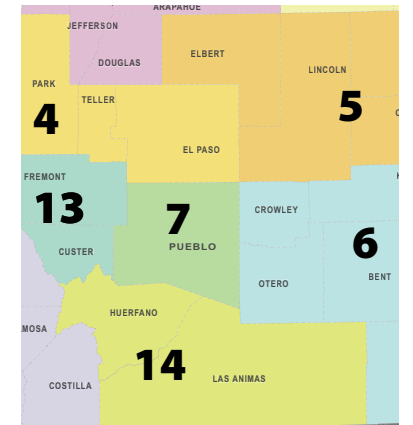 ARAPAHOE
JEFFERSON
ELBERT
DOUGLAS
LINCOLN
PARK
TELLER
4
5
EL PASO
FREMONT
13
7
CROWLEY
PUEBLO
6
CUSTER
BENT
OTERO
HUERFANO
MOSA
14
LAS ANIMAS
COSTILLA